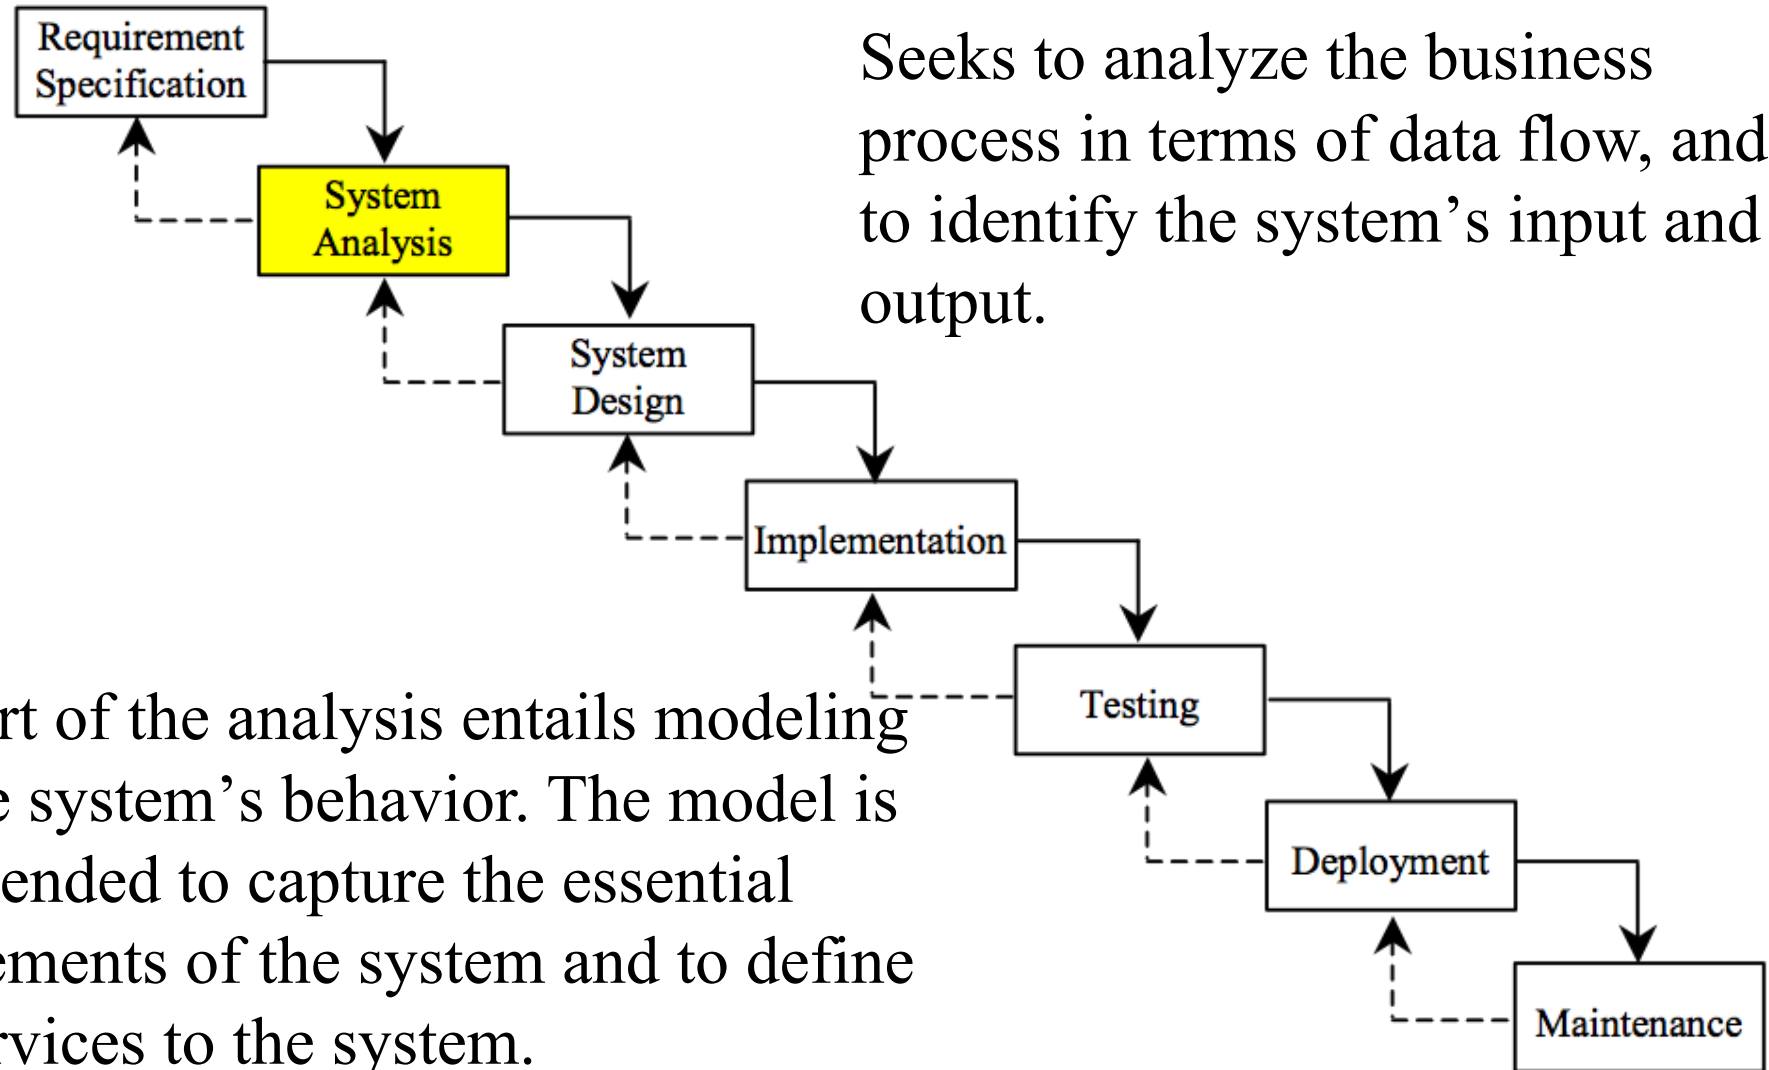 Requirement
Specification
Seeks to analyze the business
process in terms of data flow, and
to identify the system’s input and
output.
System
Analysis
System
Design
Implementation
Testing
of the analysis entails modeling
system’s behavior. The model is
to capture the essential
of the system and to define
to the system.
Deployment
Maintenance